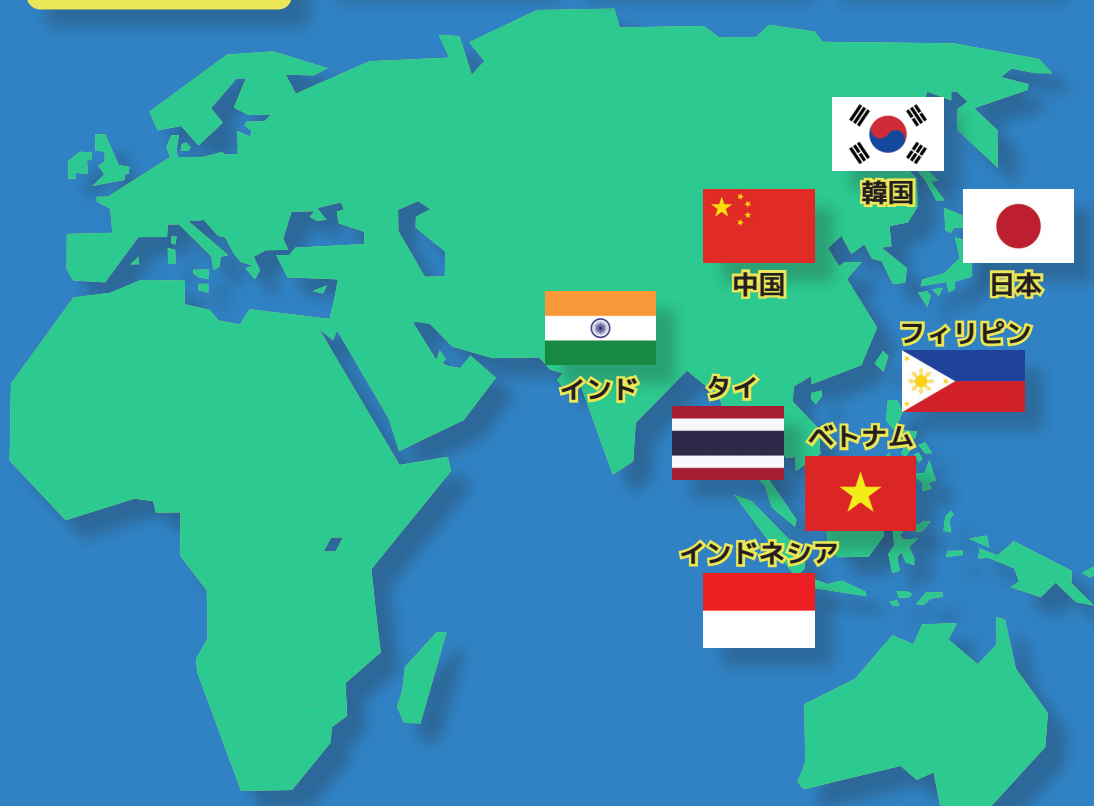 韓国
中国
日本
フィリピン
インド
タイ
ベトナム
インドネシア